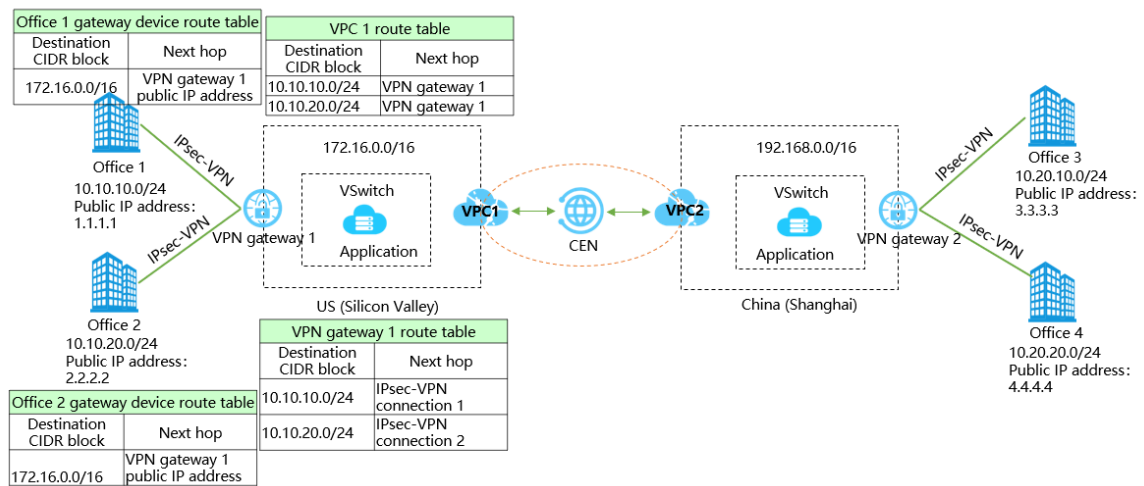 Office 1 gateway device route table
Destination CIDR block
Next hop
172.16.0.0/16
VPN gateway 1 public IP address
VPC 1 route table
Destination CIDR block
Next hop
10.10.10.0/24
VPN gateway 1
10.10.20.0/24
VPN gateway 1
Office 1
10.10.10.0/24
Public IP address:
1.1.1.1
IPsec-VPN
IPsec-VPN
VPN gateway 1
Office 2
10.10.20.0/24
Public IP address:
2.2.2.2
172.16.0.0/16
VSwitch
Application
US (Silicon Valley)
VPC1
CEN
VPC2
192.168.0.0/16
VSwitch
Application
China (Shanghai)
VPN gateway 2
IPsec-VPN
IPsec-VPN
Office 3
10.20.10.0/24
Public IP address:
3.3.3.3
Office 4
10.20.20.0/24
Public IP address:
4.4.4.4
VPN gateway 1 route table
Destination
CIDR block
Next hop
10.10.10.0/24
IPsec-VPN
connection 1
10.10.20.0/24
IPsec-VPN
connection 2
Office 2 gateway device route table
Destination
CIDR block
Next hop
172.16.0.0/16
VPN gateway 1
public IP address